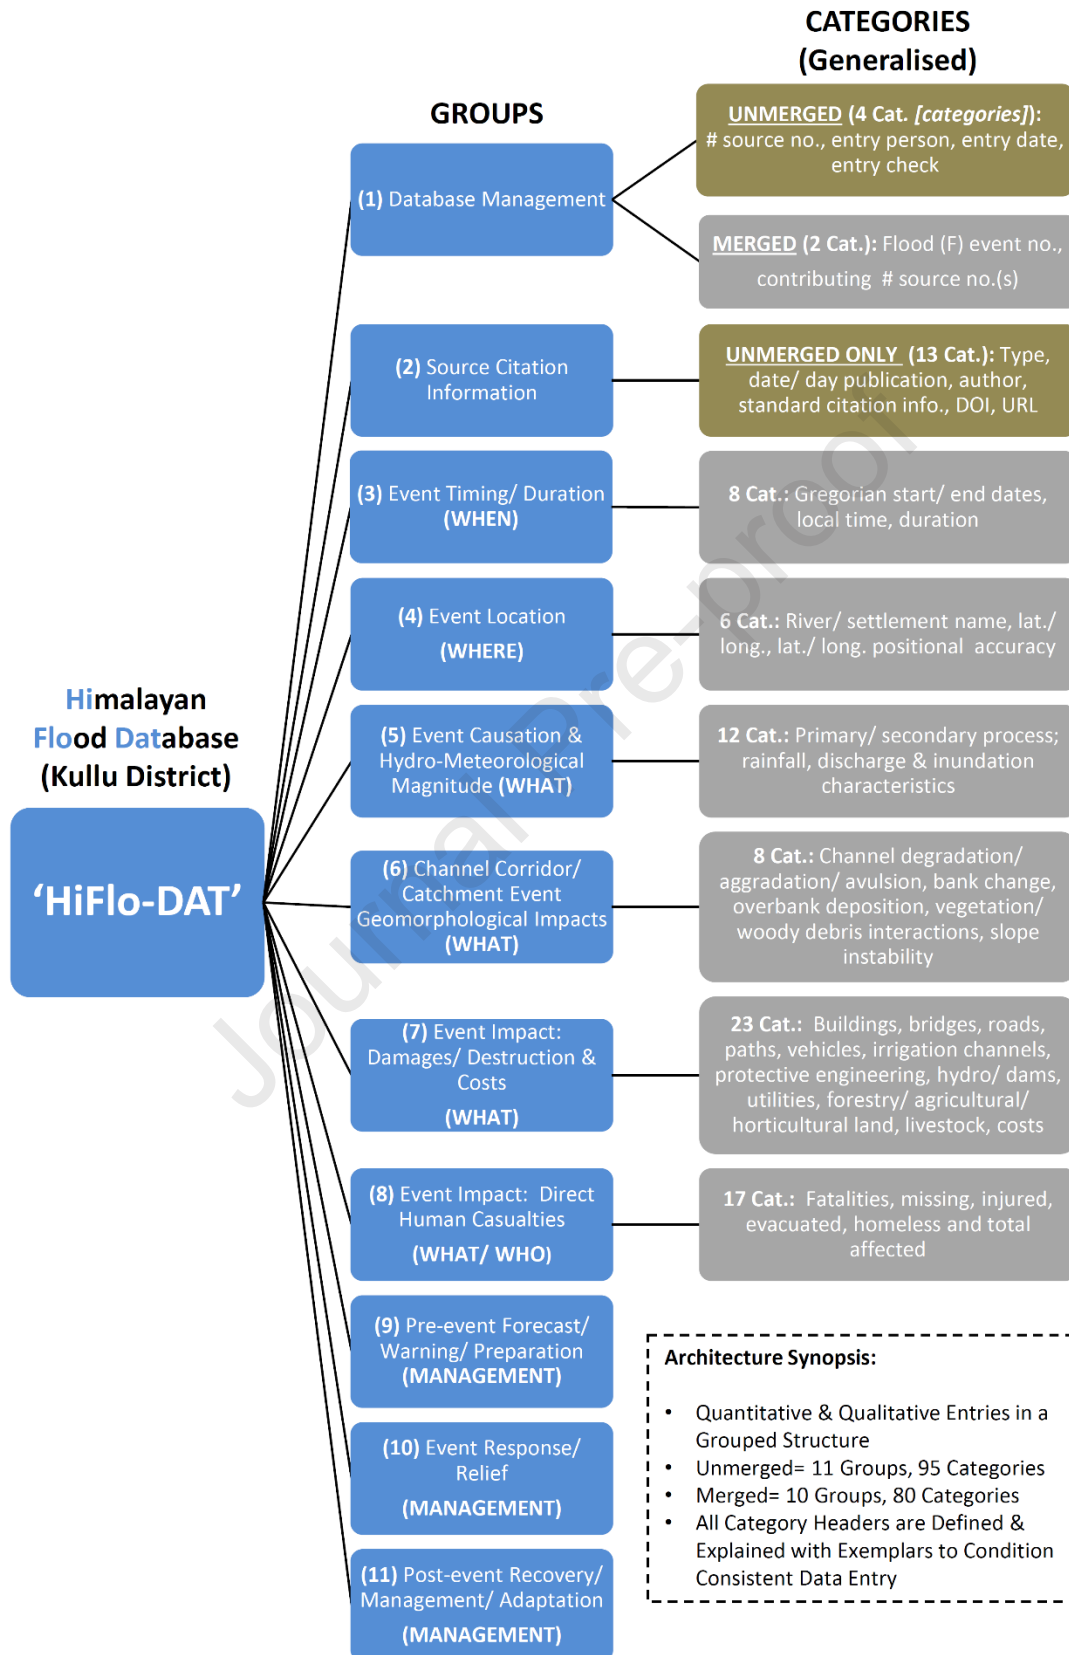 CATEGORIES
(Generalised)
GROUPS
UNMERGED (4 Cat. [categories]):
# source no., entry person, entry date,
entry check
(1) Database Management
MERGED (2 Cat.): Flood (F) event no.,
contributing # source no.(s)
(2) Source Citation
Information
UNMERGED ONLY (13 Cat.): Type,
date/ day publication, author,
standard citation info., DOI, URL
(3) Event Timing/ Duration
(WHEN)
8 Cat.: Gregorian start/ end dates,
local time, duration
(4) Event Location
(WHERE)
6 Cat.: River/ settlement name, lat./
long., lat./ long. positional accuracy
Himalayan
Flood Database
(Kullu District)
'HiFlo-DAT'
(5) Event Causation &
Hydro-Meteorological
Magnitude (WHAT)
12 Cat.: Primary/ secondary process;
rainfall, discharge & inundation
characteristics
(6) Channel Corridor/
Catchment Event
Geomorphological Impacts
(WHAT)
8 Cat.: Channel degradation/
aggradation/ avulsion, bank change,
overbank deposition, vegetation/
woody debris interactions, slope
instability
(7) Event Impact:
Damages/ Destruction &
Costs
(WHAT)
23 Cat.: Buildings, bridges, roads,
paths, vehicles, irrigation channels,
protective engineering, hydro/ dams,
utilities, forestry/ agricultural/
horticultural land, livestock, costs
(8) Event Impact: Direct
Human Casualties
(WHAT/ WHO)
17 Cat.: Fatalities, missing, injured,
evacuated, homeless and total
affected
(9) Pre-event Forecast/
Warning/ Preparation
(MANAGEMENT)
(10) Event Response/
Relief
(MANAGEMENT)
(11) Post-event Recovery/
Management/ Adaptation
(MANAGEMENT)
Architecture Synopsis:
• Quantitative & Qualitative Entries in a
Grouped Structure
• Unmerged= 11 Groups, 95 Categories
• Merged= 10 Groups, 80 Categories
• All Category Headers are Defined &
Explained with Exemplars to Condition
Consistent Data Entry
Journal Pre-proof